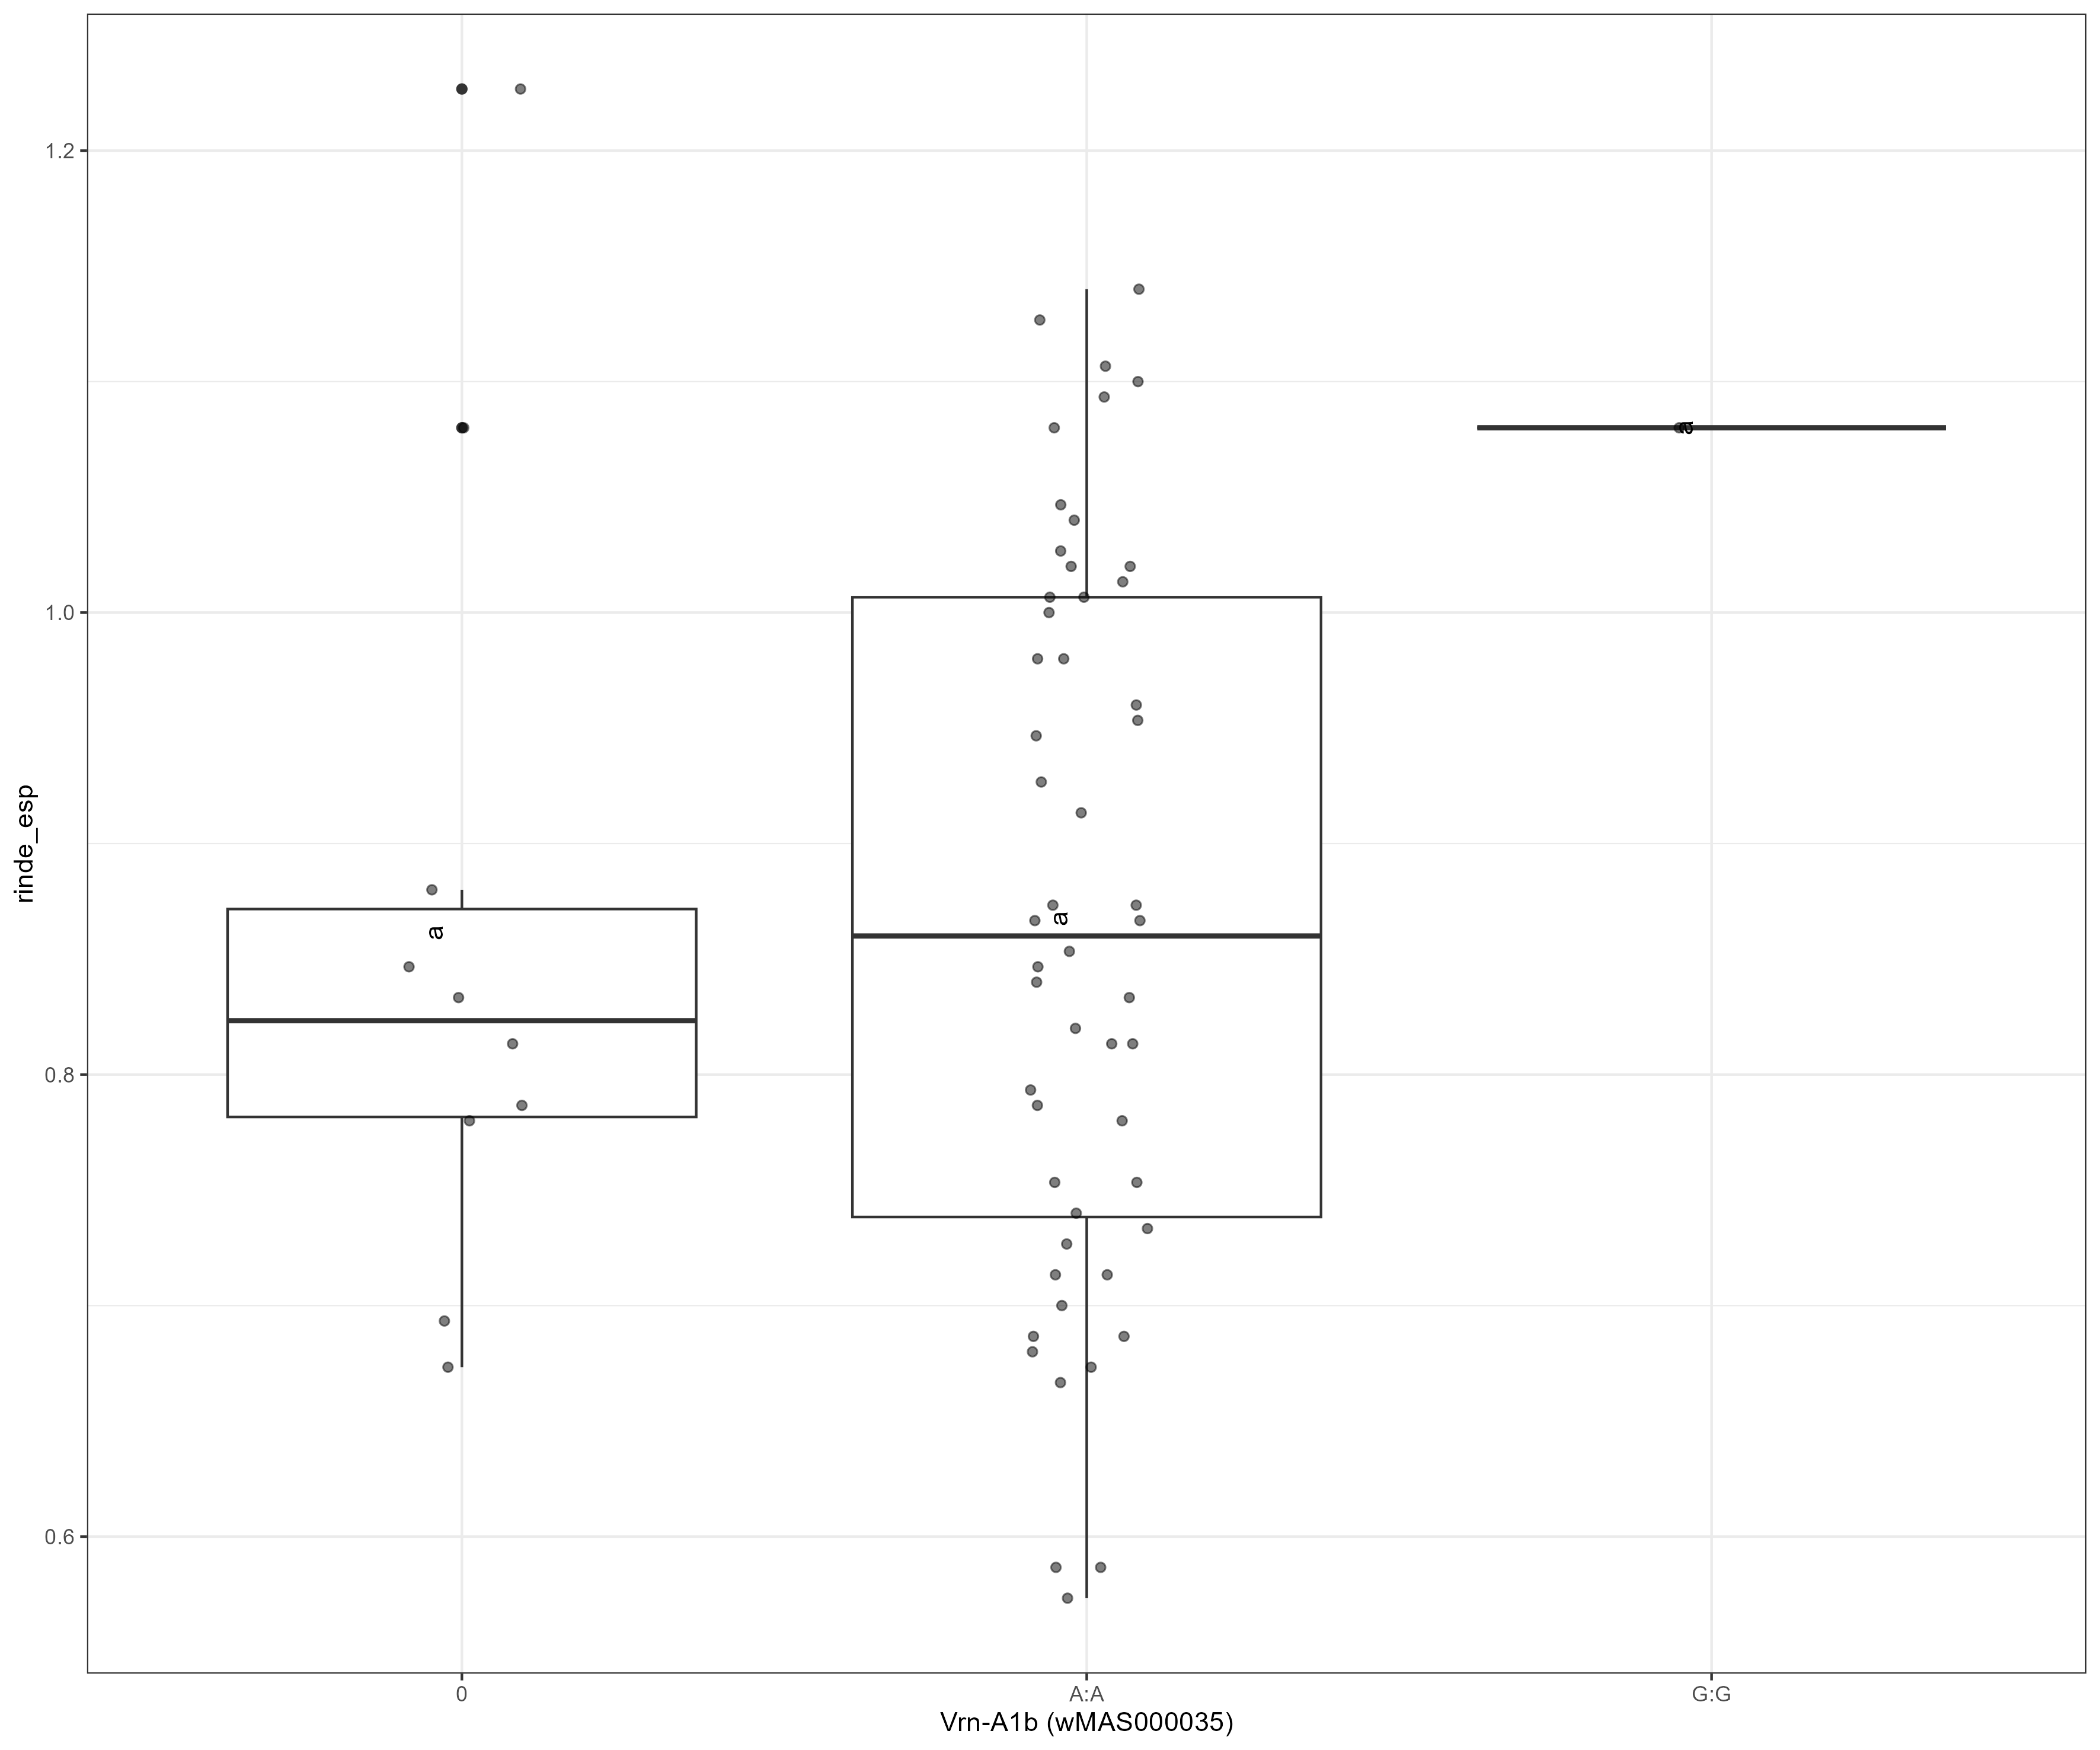 1.2
1.0
0.8
0.6
rinde_esp
a
a
a
0
A:A
G:G
Vrn-A1b (wMAS000035)